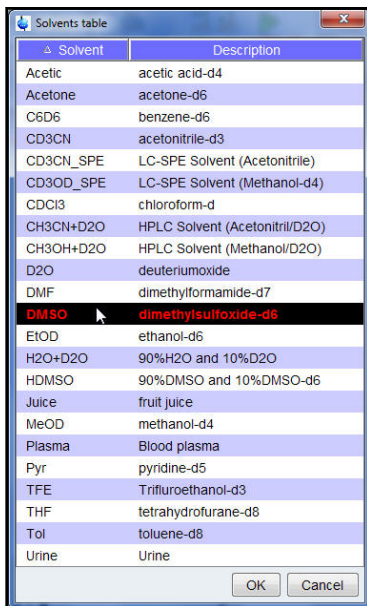 Solvents table
Solvent Description
Acetic acetic acid-d4
Acetone acetone-d6
C6D6 benzene-d6
CD3CN acetonitrile-d3
CD3CN_SPE LC-SPE Solvent (Acetonitrile)
CD3OD_SPE LC-SPE Solvent (Methanol-d4)
CDCl3 chloroform-d
CH3CN+D2O HPLC Solvent (Acetonitril/D2O)
CH3OH+D2O HPLC Solvent (Methanol/D2O)
D2O deuteriumoxide
DMF dimethylformamide-d7
DMSO dimethylsulfoxide-d6
EtOD ethanol-d6
H2O+D2O 90%H2O and 10%D2O
HDMSO 90%DMSO and 10%DMSO-d6
Juice fruit juice
MeOD methanol-d4
Plasma Blood plasma
Pyr pyridine-d5
TFE Trifluroethanol-d3
THF tetrahydrofurane-d8
Tol toluene-d8
Urine Urine
OK Cancel